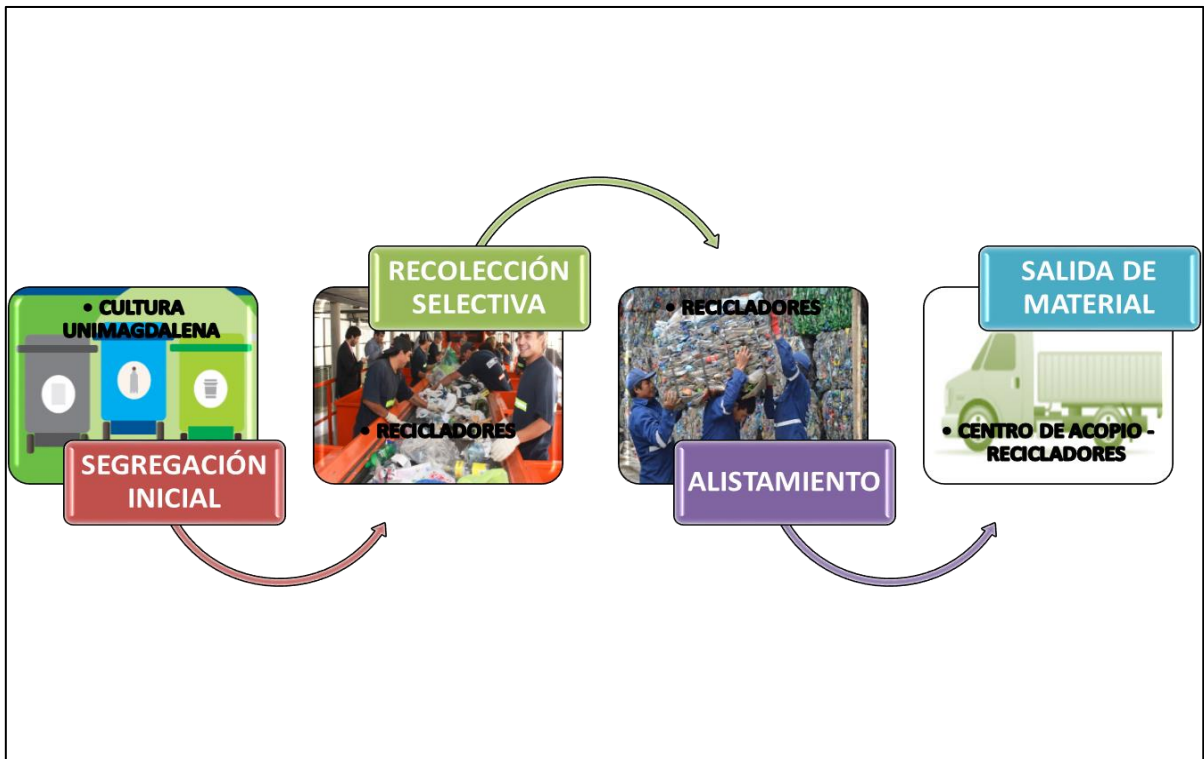 • CULTURA
UNIMAGDALENA
SEGREGACIÓN
INICIAL
RECOLECCIÓN
SELECTIVA
• RECICLADORES
• RECICLADORES
ALISTAMIENTO
SALIDA DE
MATERIAL
• CENTRO DE ACOPIO -
RECICLADORES